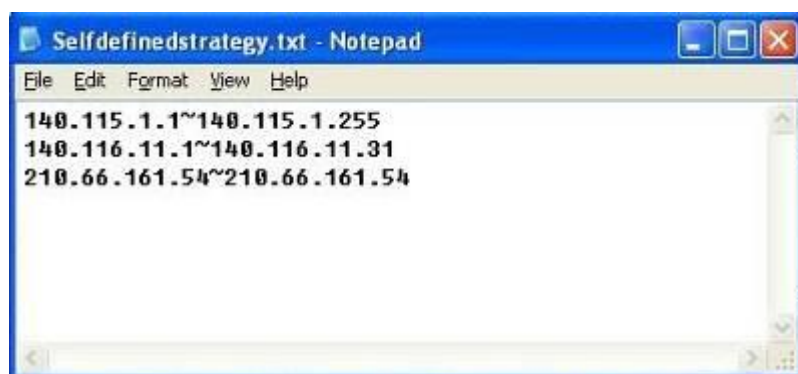 Selfdefinedstrategy.txt - Notepad
File Edit Format View Help
140.115.1.1~140.115.1.255
140.116.11.1~140.116.11.31
210.66.161.54~210.66.161.54